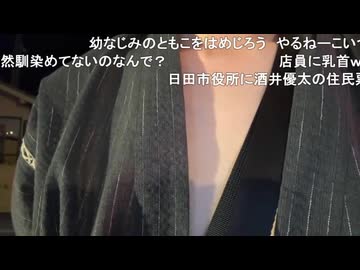 幼なじみのともこをはめじろう　やるねーこいつ
然馴染めてないのなんで？　店員に乳首w
日田市役所に酒井優太の住民票